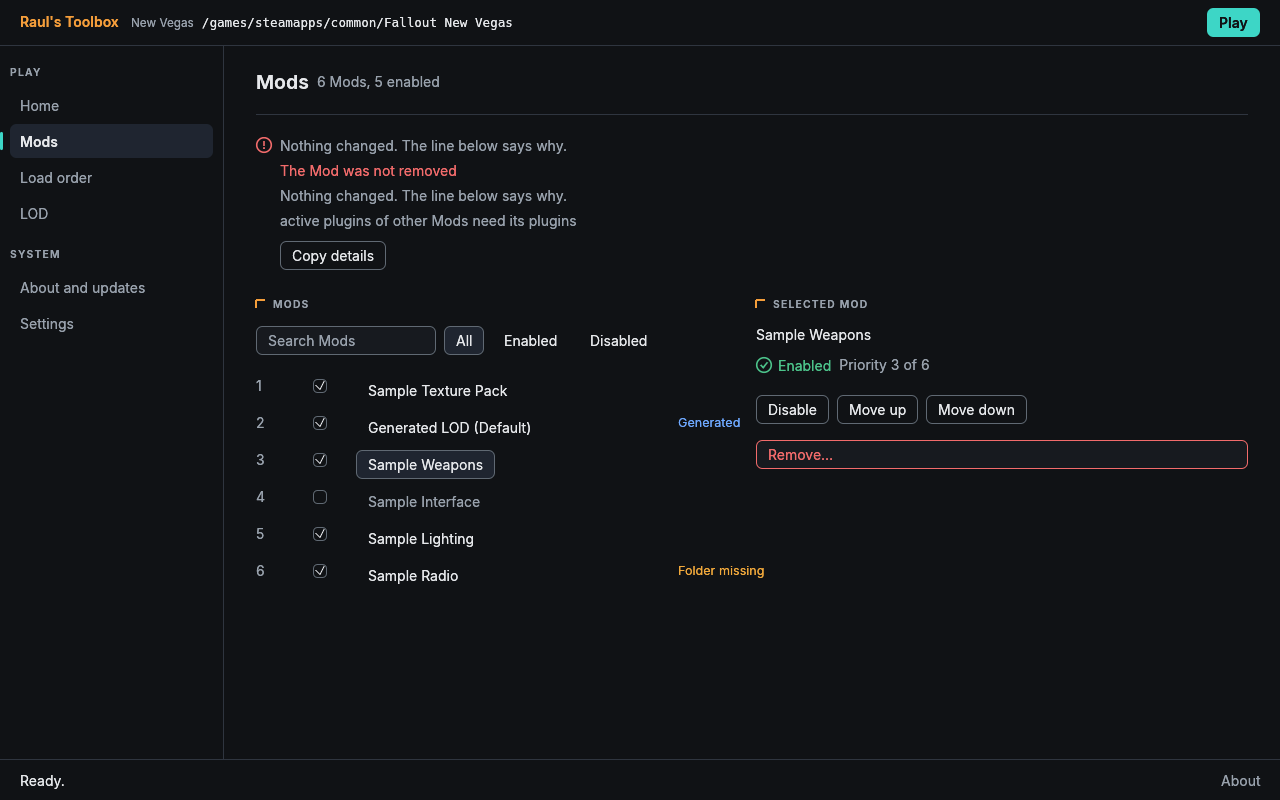 Raul's Toolbox New Vegas /games/steamapps/common/Fallout New Vegas Play
PLAY
Home
Mods
Load order
LOD
SYSTEM
About and updates
Settings
Mods 6 Mods, 5 enabled
Nothing changed. The line below says why.
The Mod was not removed
Nothing changed. The line below says why.
active plugins of other Mods need its plugins
Copy details
MODS
Search Mods All Enabled Disabled
1 Sample Texture Pack
2 Generated LOD (Default) Generated
3 Sample Weapons
4 Sample Interface
5 Sample Lighting
6 Sample Radio Folder missing
SELECTED MOD
Sample Weapons
Enabled Priority 3 of 6
Disable Move up Move down
Remove...
Ready. About